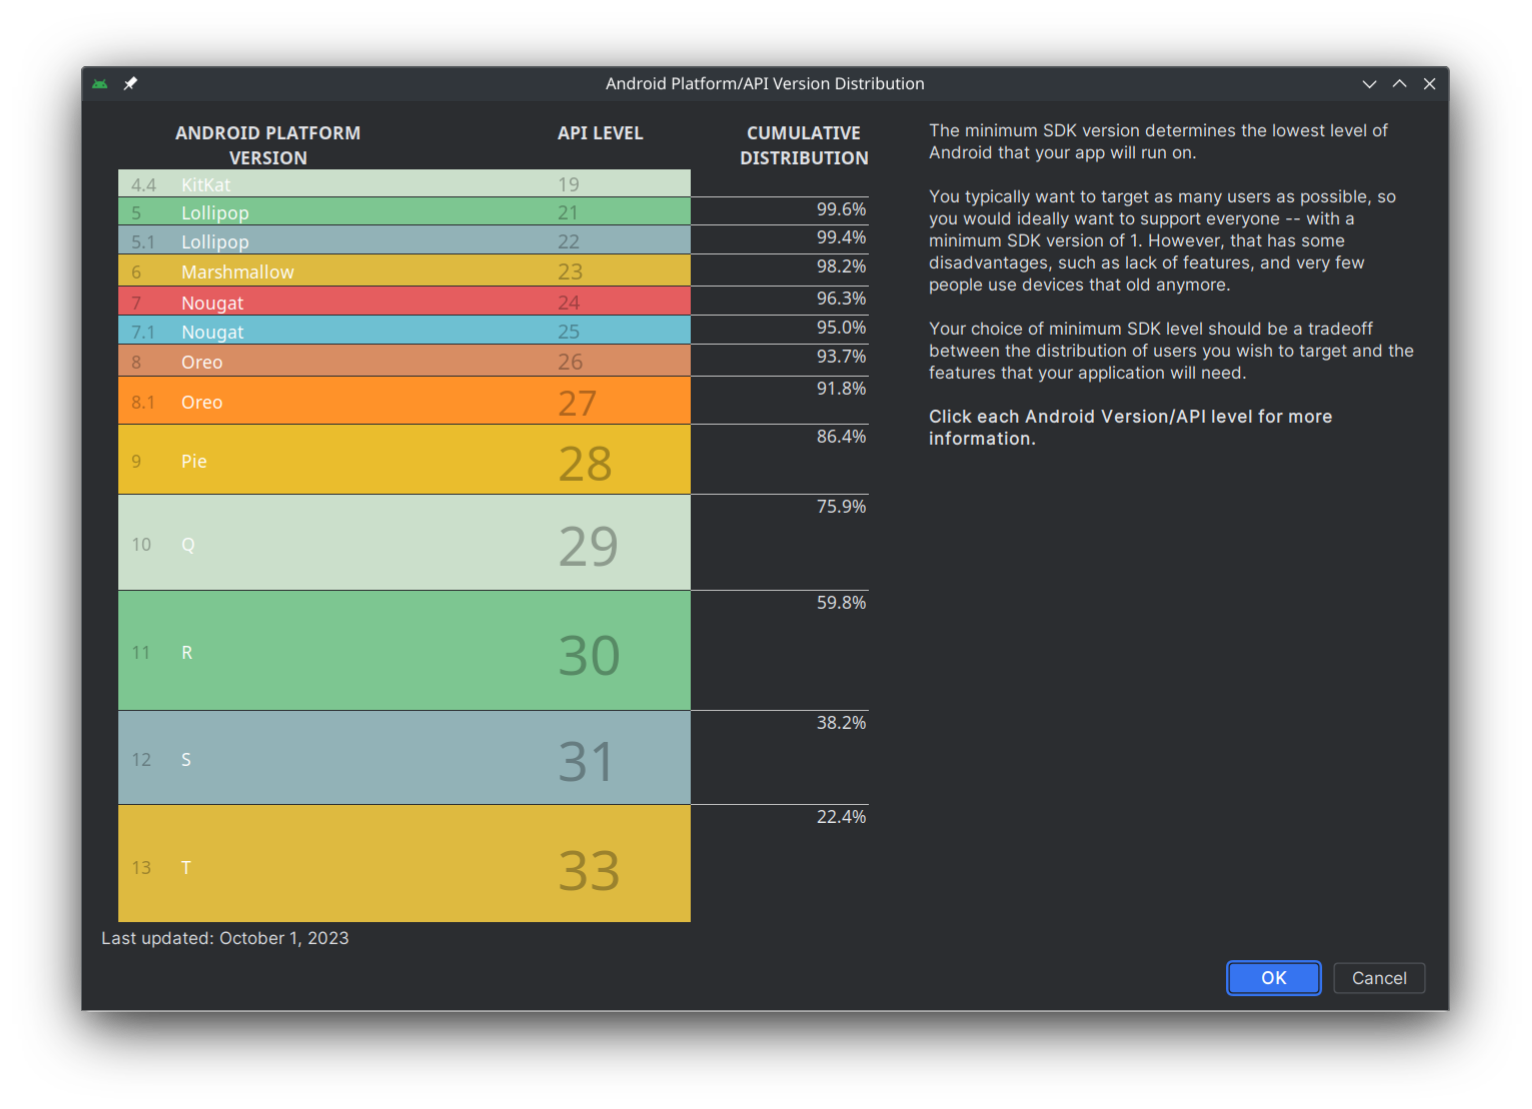 Android Platform/API Version Distribution
ANDROID PLATFORM
VERSION
API LEVEL
CUMULATIVE
DISTRIBUTION
4.4 KitKat 19
5 Lollipop 21 99.6%
5.1 Lollipop 22 99.4%
6 Marshmallow 23 98.2%
7 Nougat 24 96.3%
7.1 Nougat 25 95.0%
8 Oreo 26 93.7%
8.1 Oreo 27 91.8%
9 Pie 28 86.4%
10 Q 29 75.9%
11 R 30 59.8%
12 S 31 38.2%
13 T 33 22.4%
Last updated: October 1, 2023
The minimum SDK version determines the lowest level of
Android that your app will run on.
You typically want to target as many users as possible, so
you would ideally want to support everyone -- with a
minimum SDK version of 1. However, that has some
disadvantages, such as lack of features, and very few
people use devices that old anymore.
Your choice of minimum SDK level should be a tradeoff
between the distribution of users you wish to target and the
features that your application will need.
Click each Android Version/API level for more
information.
OK
Cancel